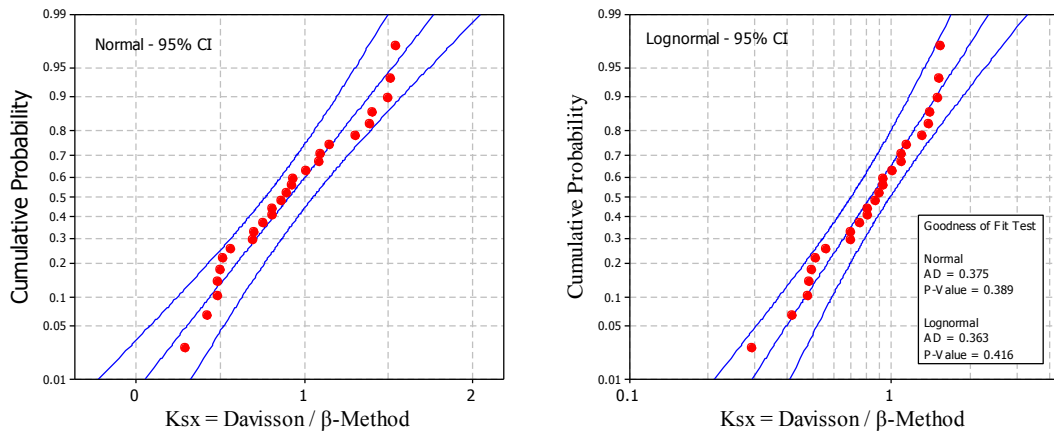 Normal - 95% CI
Cumulative Probability
0.99
0.95
0.9
0.8
0.7
0.6
0.5
0.4
0.3
0.2
0.1
0.05
0.01
0
1
2
Ksx = Davisson / β-Method
Lognormal - 95% CI
Cumulative Probability
0.99
0.95
0.9
0.8
0.7
0.6
0.5
0.4
0.3
0.2
0.1
0.05
0.01
0.1
1
Ksx = Davisson / β-Method
Goodness of Fit Test
Normal
AD = 0.375
P-Value = 0.389
Lognormal
AD = 0.363
P-Value = 0.416